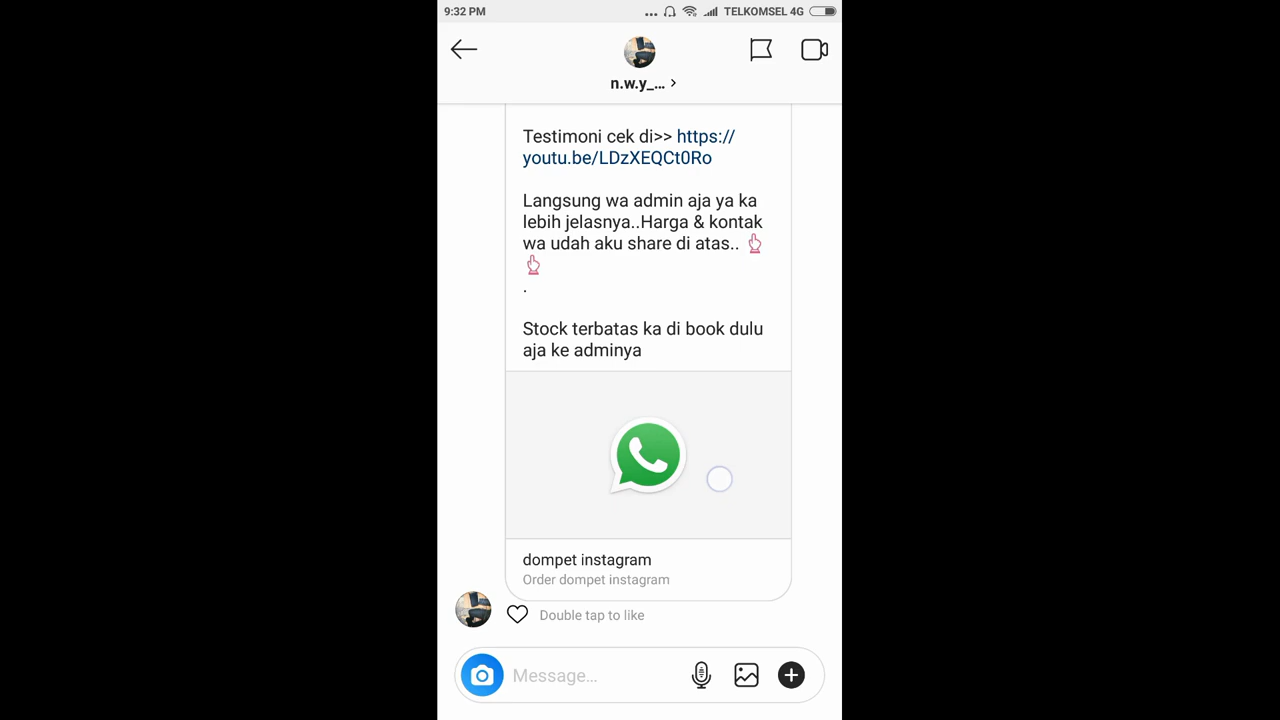 9:32 PM
... TELKOMSEL 4G
n.w.y_...
Testimoni cek di>> https://
youtu.be/LDzXEQCt0Ro
Langsung wa admin aja ya ka
lebih jelasnya..Harga & kontak
wa udah aku share di atas.. 👆
👆
.
Stock terbatas ka di book dulu
aja ke adminya
dompet instagram
Order dompet instagram
Double tap to like
Message...